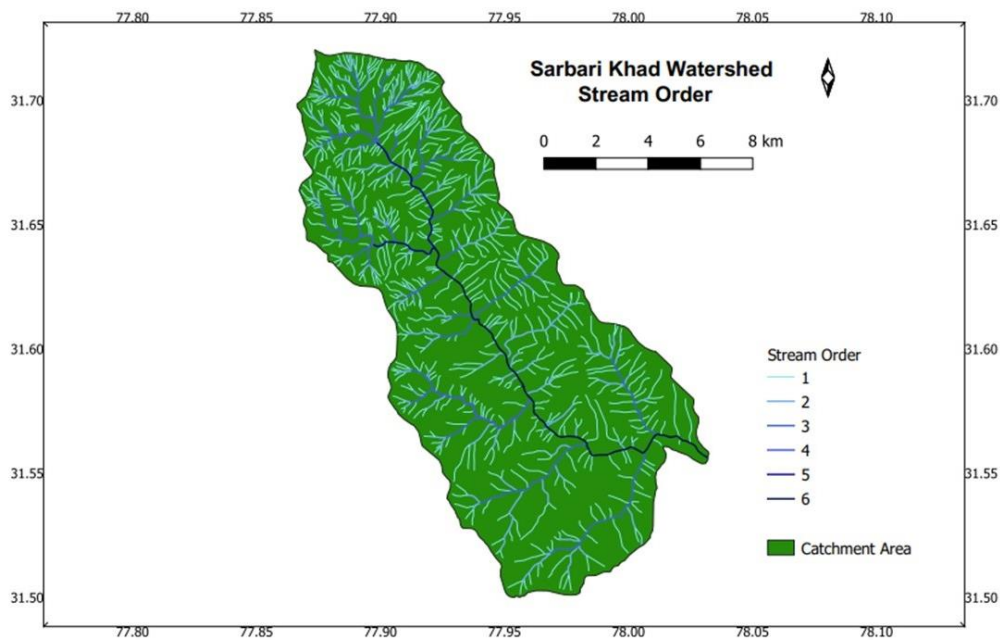 77.80 77.85 77.90 77.95 78.00 78.05 78.10
Sarbari Khad Watershed
Stream Order
31.70 31.70
0 2 4 6 8 km
31.65 31.65
31.60 31.60
Stream Order
1
2
3
4
5
6
31.55 31.55
Catchment Area
31.50 31.50
77.80 77.85 77.90 77.95 78.00 78.05 78.10